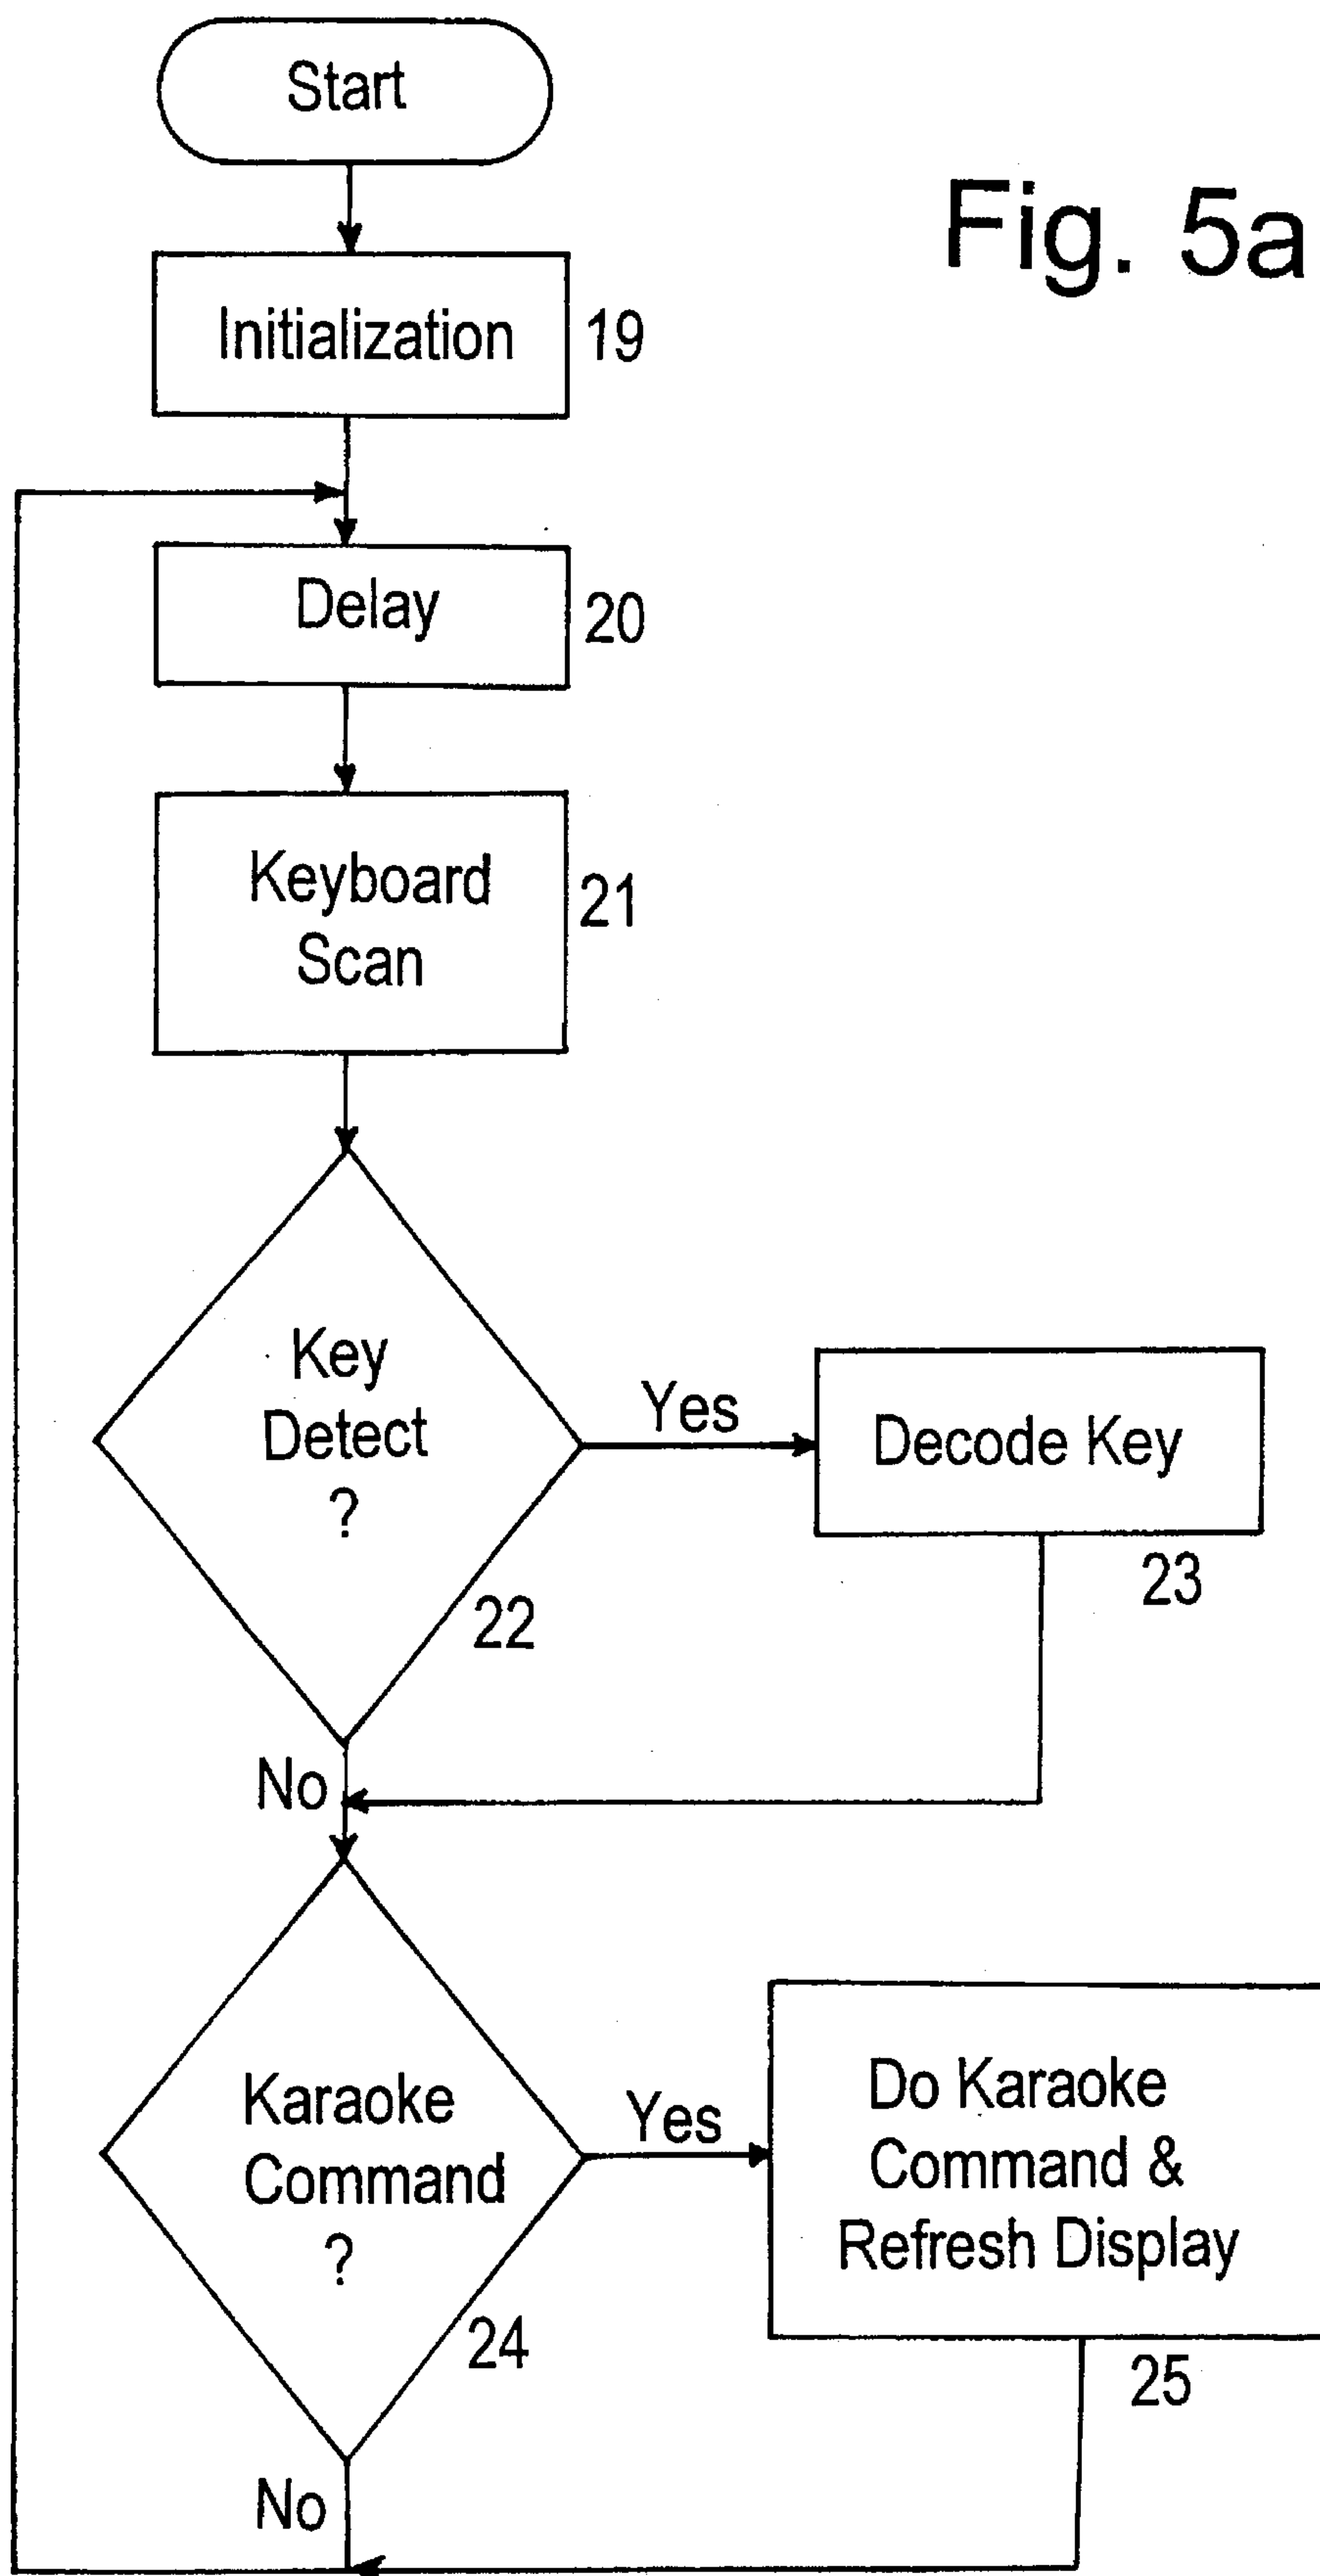 Start
Fig. 5a
Initialization
19
Delay
20
Keyboard
Scan
21
Key
Detect
?
22
Yes
Decode Key
23
No
Karaoke
Command
?
24
Yes
Do Karaoke
Command &
Refresh Display
25
No